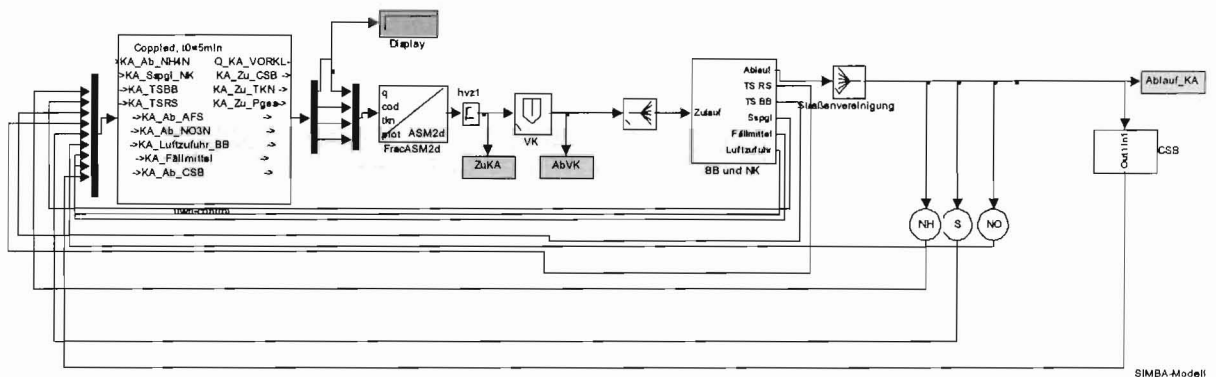 Coppled, t0=5min
KA_Ab_NH4N
Q_KA_VORKL
KA_Sspgl_NK
KA_Zu_CSB
KA_TSBB
KA_Zu_TKN
KA_TSRS
KA_Zu_Pges
KA_Ab_AFS
KA_Ab_NO3N
KA_Luftzufuhr_BB
KA_Fällmittel
KA_Ab_CSB
Display
q
cod
tkn
ptot
ASM2d
FracASM2d
hvz1
ZuKA
VK
AbVK
Zulauf
Ablauf
TS RS
TS BB
Sspgl
Fällmittel
Luftzufuhr
BB und NK
Straßenvereinigung
Ablauf_KA
Out1
In1
CSB
NH
S
NO
SIMBA-Modell